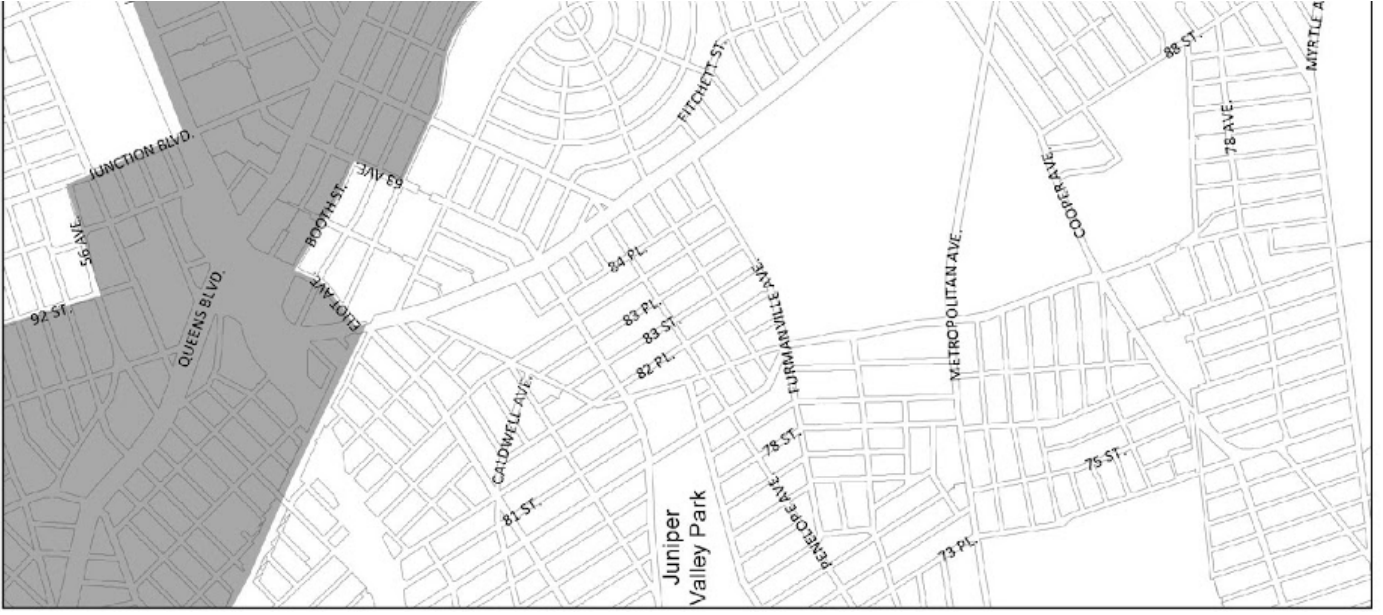 FITCHETT ST.
88 ST.
MYRTLE A
JUNCTION BLVD.
78 AVE.
63 AVE.
BOOTH ST.
COOPER AVE.
56 AVE.
84 PL.
ELIOT AVE.
92 ST.
QUEENS BLVD.
83 PL.
83 ST.
FURMANVILLE AVE.
METROPOLITAN AVE.
82 PL.
CALDWELL AVE.
78 ST.
75 ST.
81 ST.
PENELOPE AVE.
Juniper
Valley Park
73 PL.